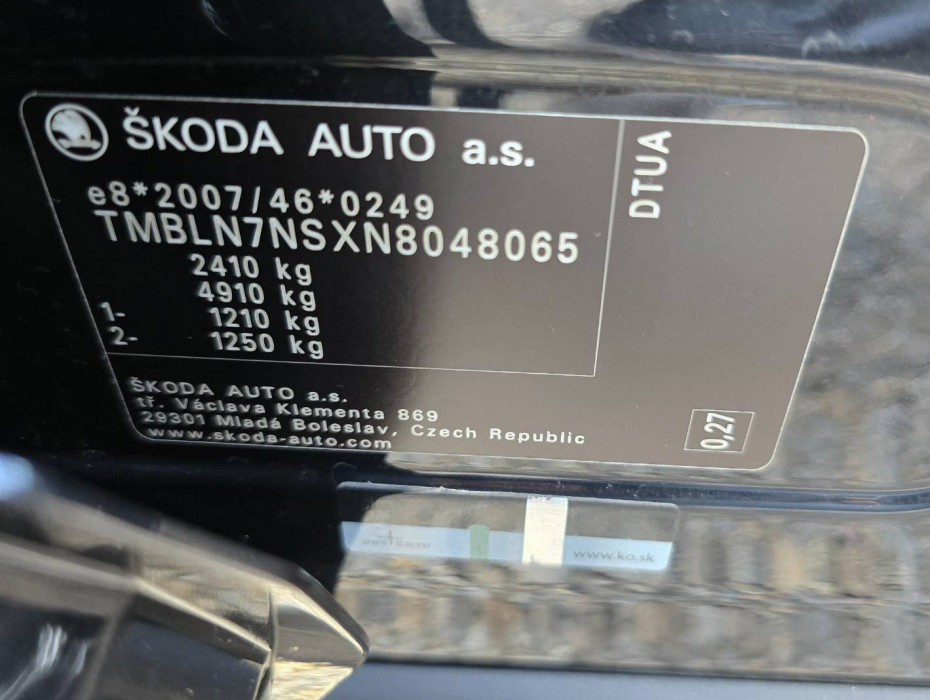 ŠKODA AUTO a.s.
e8*2007/46*0249
TMBLN7NSXN8048065
2410 kg
4910 kg
1- 1210 kg
2- 1250 kg
DTUA
ŠKODA AUTO a.s.
tř. Václava Klementa 869
29301 Mladá Boleslav, Czech Republic
www.skoda-auto.com
0,27
www.ko.sk